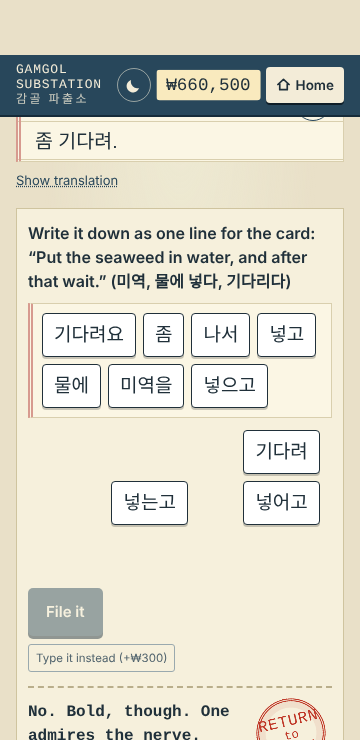 GAMGOL
SUBSTATION
감골 파출소
₩660,500
Home
좀 기다려.
Show translation
Write it down as one line for the card:
“Put the seaweed in water, and after
that wait.” (미역, 물에 넣다, 기다리다)
기다려요 좀 나서 넣고
물에 미역을 넣으고
기다려
넣는고 넣어고
File it
Type it instead (+₩300)
No. Bold, though. One
admires the nerve.
RETURN
to